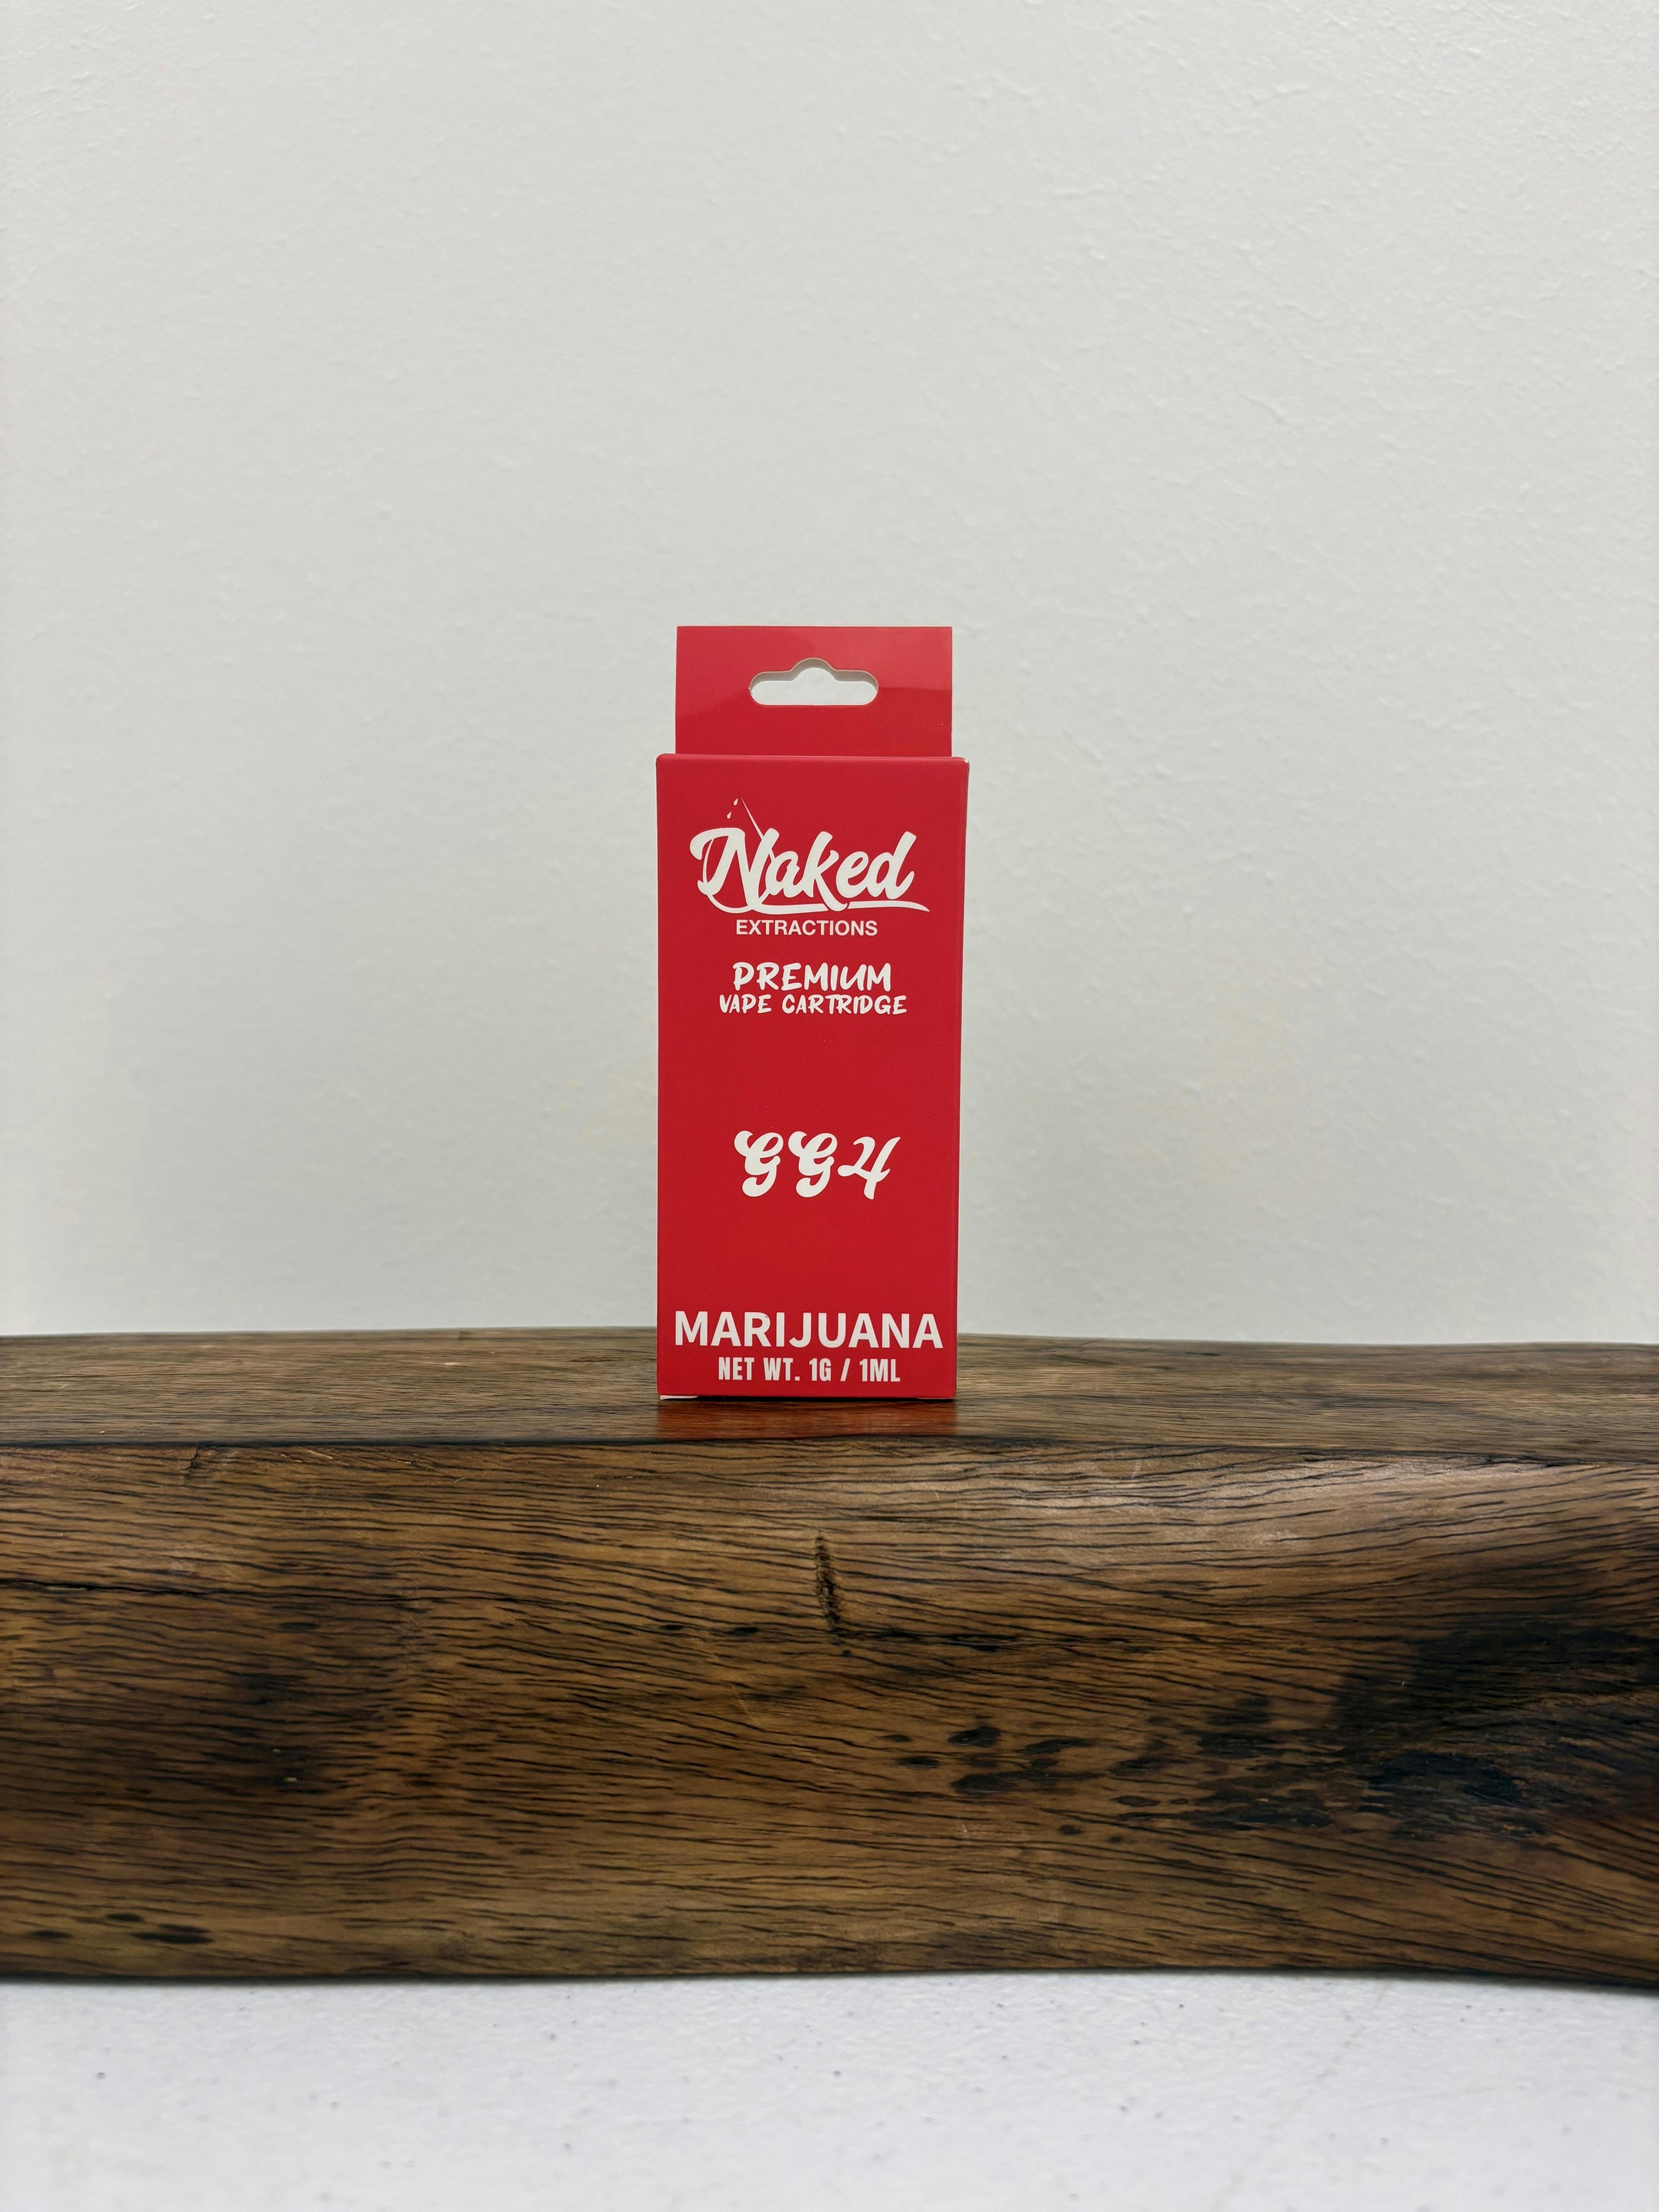 Naked
EXTRACTIONS
PREMIUM
VAPE CARTRIDGE
GG4
MARIJUANA
NET WT. 1G / 1ML